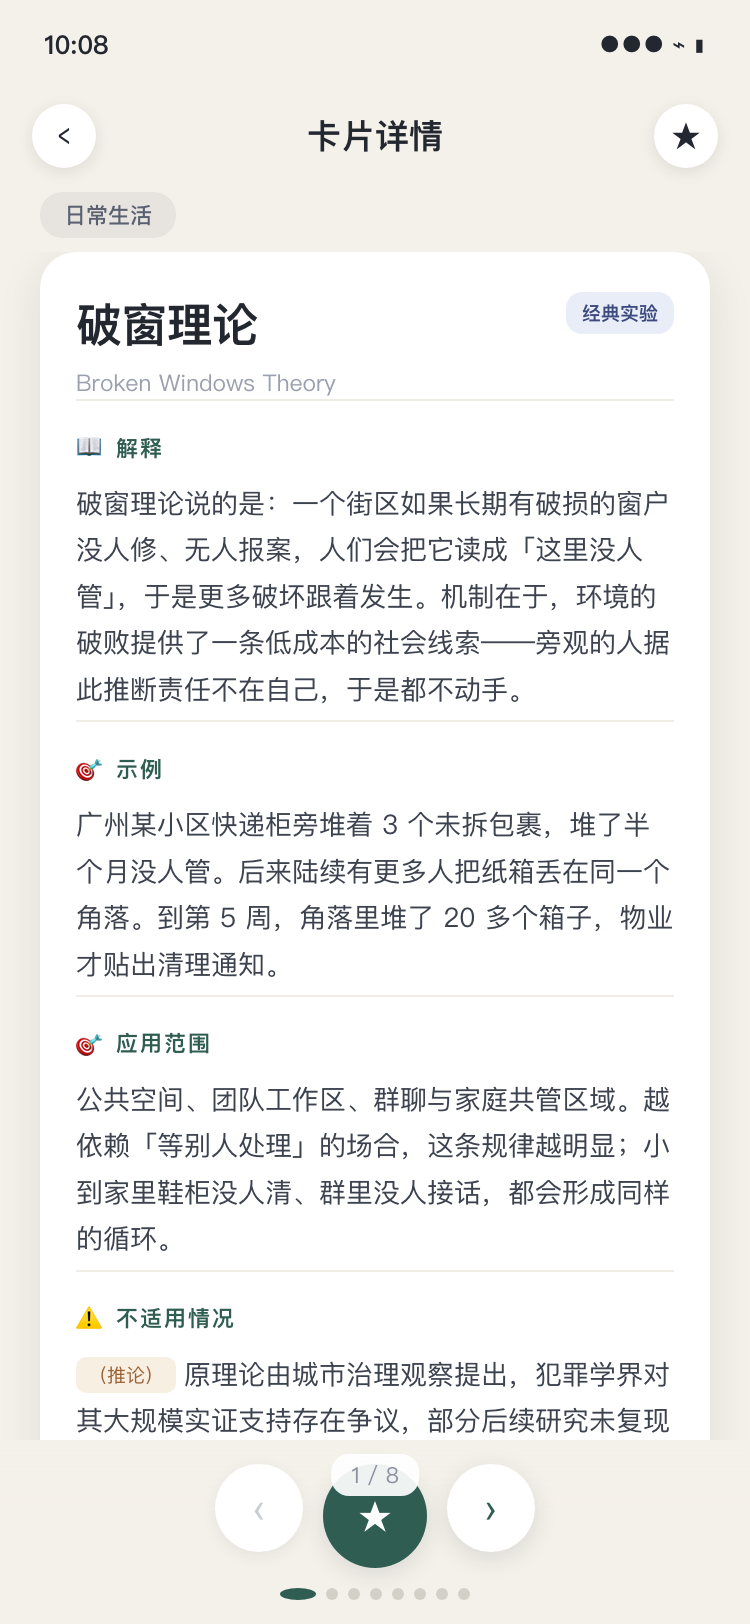 10:08
卡片详情
日常生活
破窗理论
经典实验
Broken Windows Theory
解释
破窗理论说的是：一个街区如果长期有破损的窗户
没人修、无人报案，人们会把它读成「这里没人
管」，于是更多破坏跟着发生。机制在于，环境的
破败提供了一条低成本的社会线索——旁观的人据
此推断责任不在自己，于是都不动手。
示例
广州某小区快递柜旁堆着 3 个未拆包裹，堆了半
个月没人管。后来陆续有更多人把纸箱丢在同一个
角落。到第 5 周，角落里堆了 20 多个箱子，物业
才贴出清理通知。
应用范围
公共空间、团队工作区、群聊与家庭共管区域。越
依赖「等别人处理」的场合，这条规律越明显；小
到家里鞋柜没人清、群里没人接话，都会形成同样
的循环。
不适用情况
（推论） 原理论由城市治理观察提出，犯罪学界对
其大规模实证支持存在争议，部分后续研究未复现
1 / 8